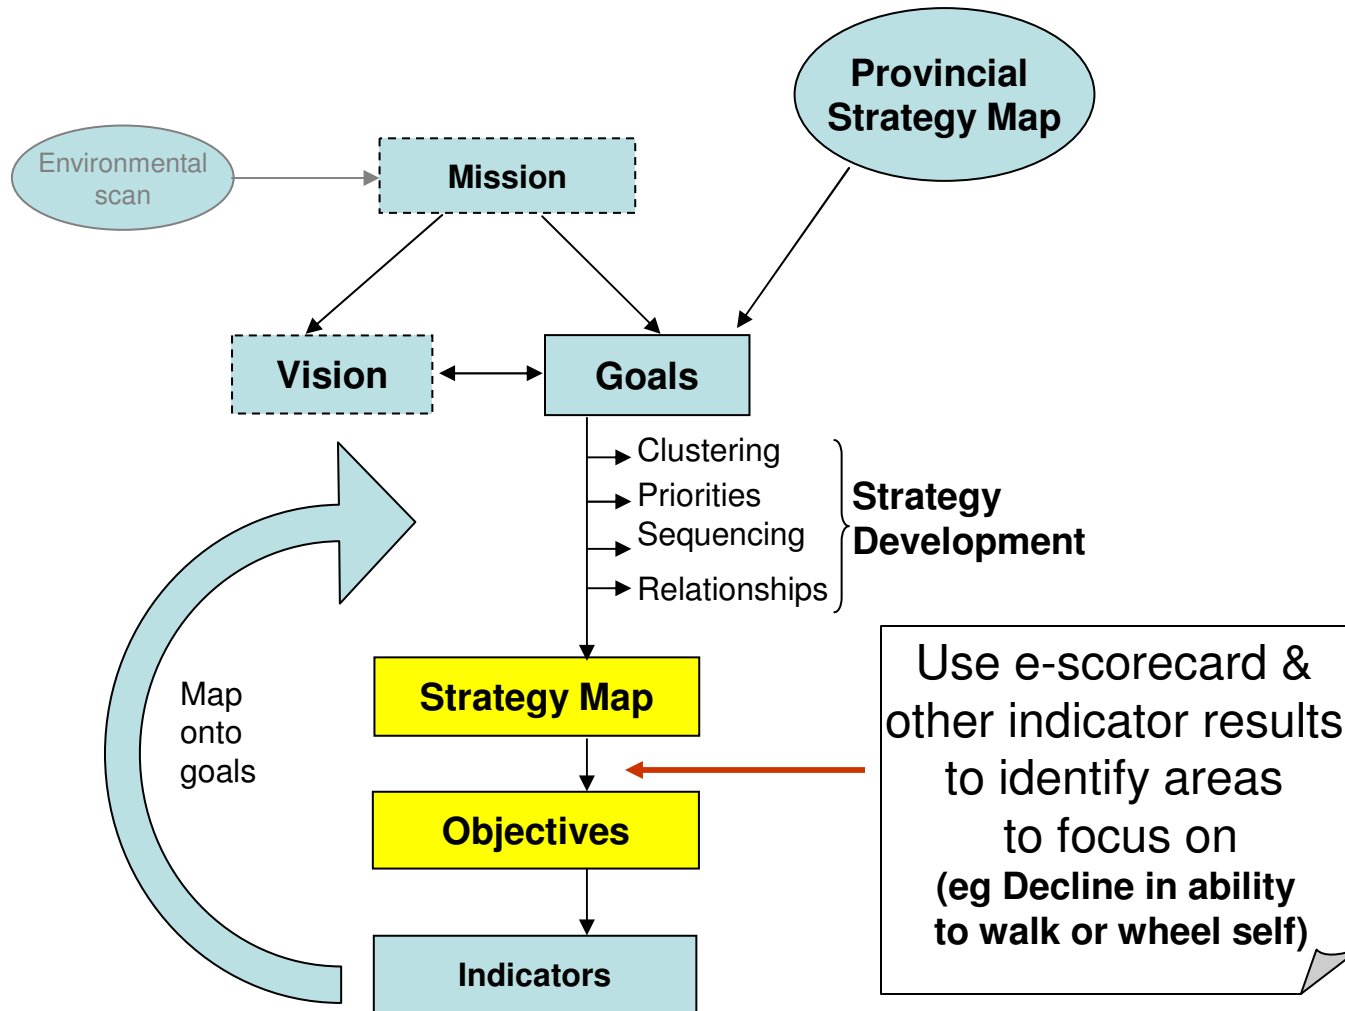 Provincial
Strategy Map
Environmental
scan
Mission
Vision
Goals
Clustering
Priorities
Sequencing
Relationships
Strategy
Development
Map
onto
goals
Strategy Map
Objectives
Indicators
Use e-scorecard &
other indicator results
to identify areas
to focus on
(eg Decline in ability
to walk or wheel self)